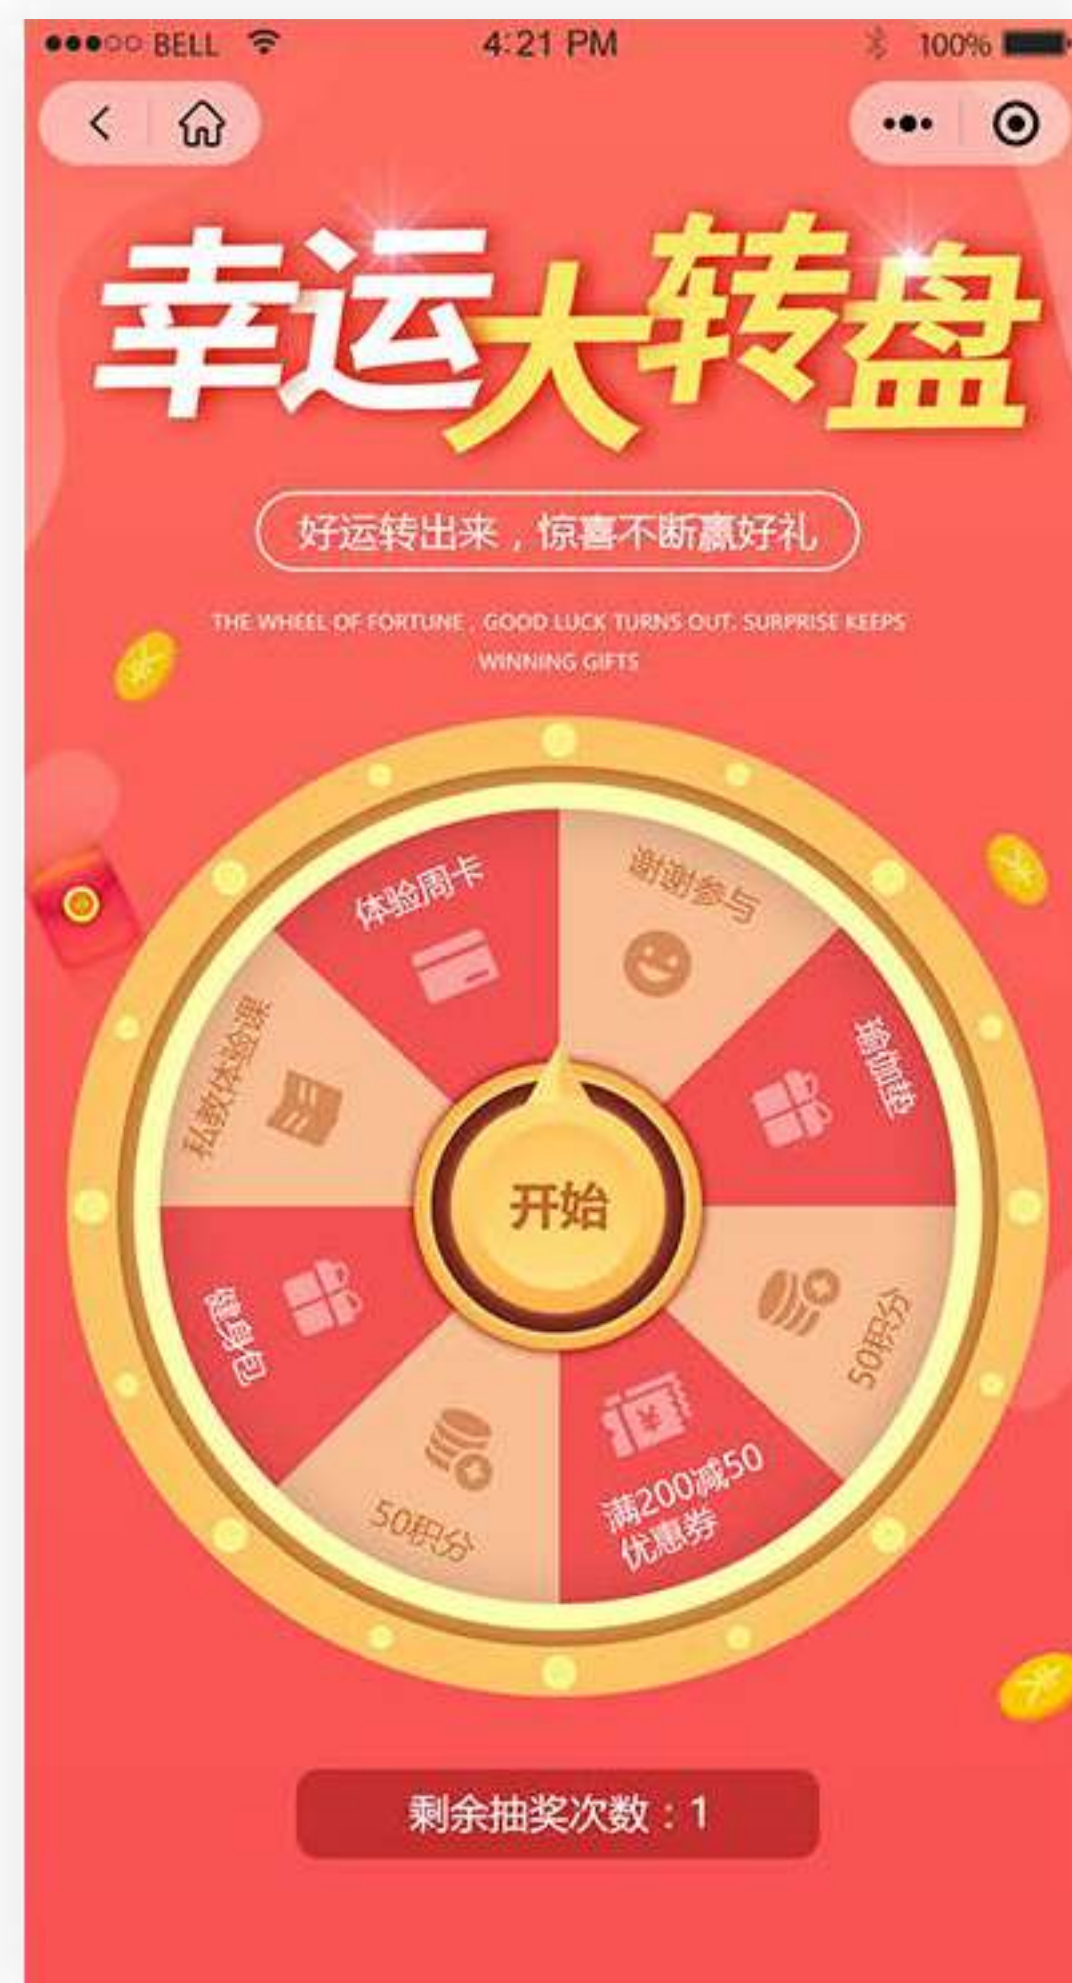 BELL 4:21 PM 100%
幸运大转盘
好运转出来，惊喜不断赢好礼
THE WHEEL OF FORTUNE , GOOD LUCK TURNS OUT. SURPRISE KEEPS
WINNING GIFTS
体验周卡
谢谢参与
私教体验课
瑜伽垫
开始
健身包
50积分
50积分
满200减50
优惠券
剩余抽奖次数：1